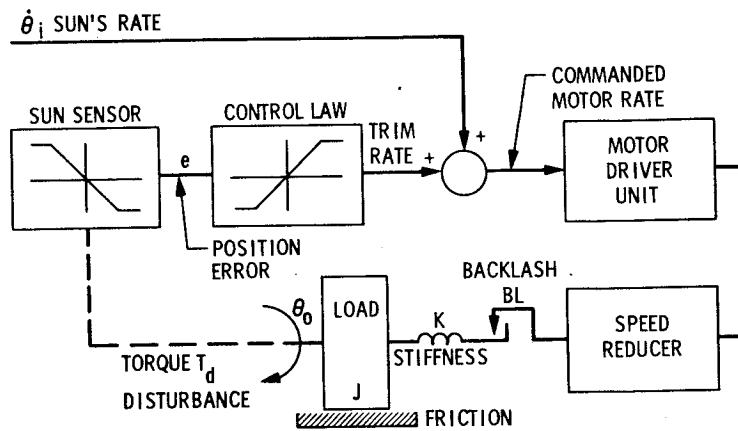 θ̇i SUN'S RATE
SUN SENSOR
CONTROL LAW
TRIM
RATE
+
+
COMMANDED
MOTOR RATE
MOTOR
DRIVER
UNIT
e
POSITION
ERROR
BACKLASH
BL
θ0
LOAD
J
K
STIFFNESS
SPEED
REDUCER
TORQUE Td
DISTURBANCE
FRICTION